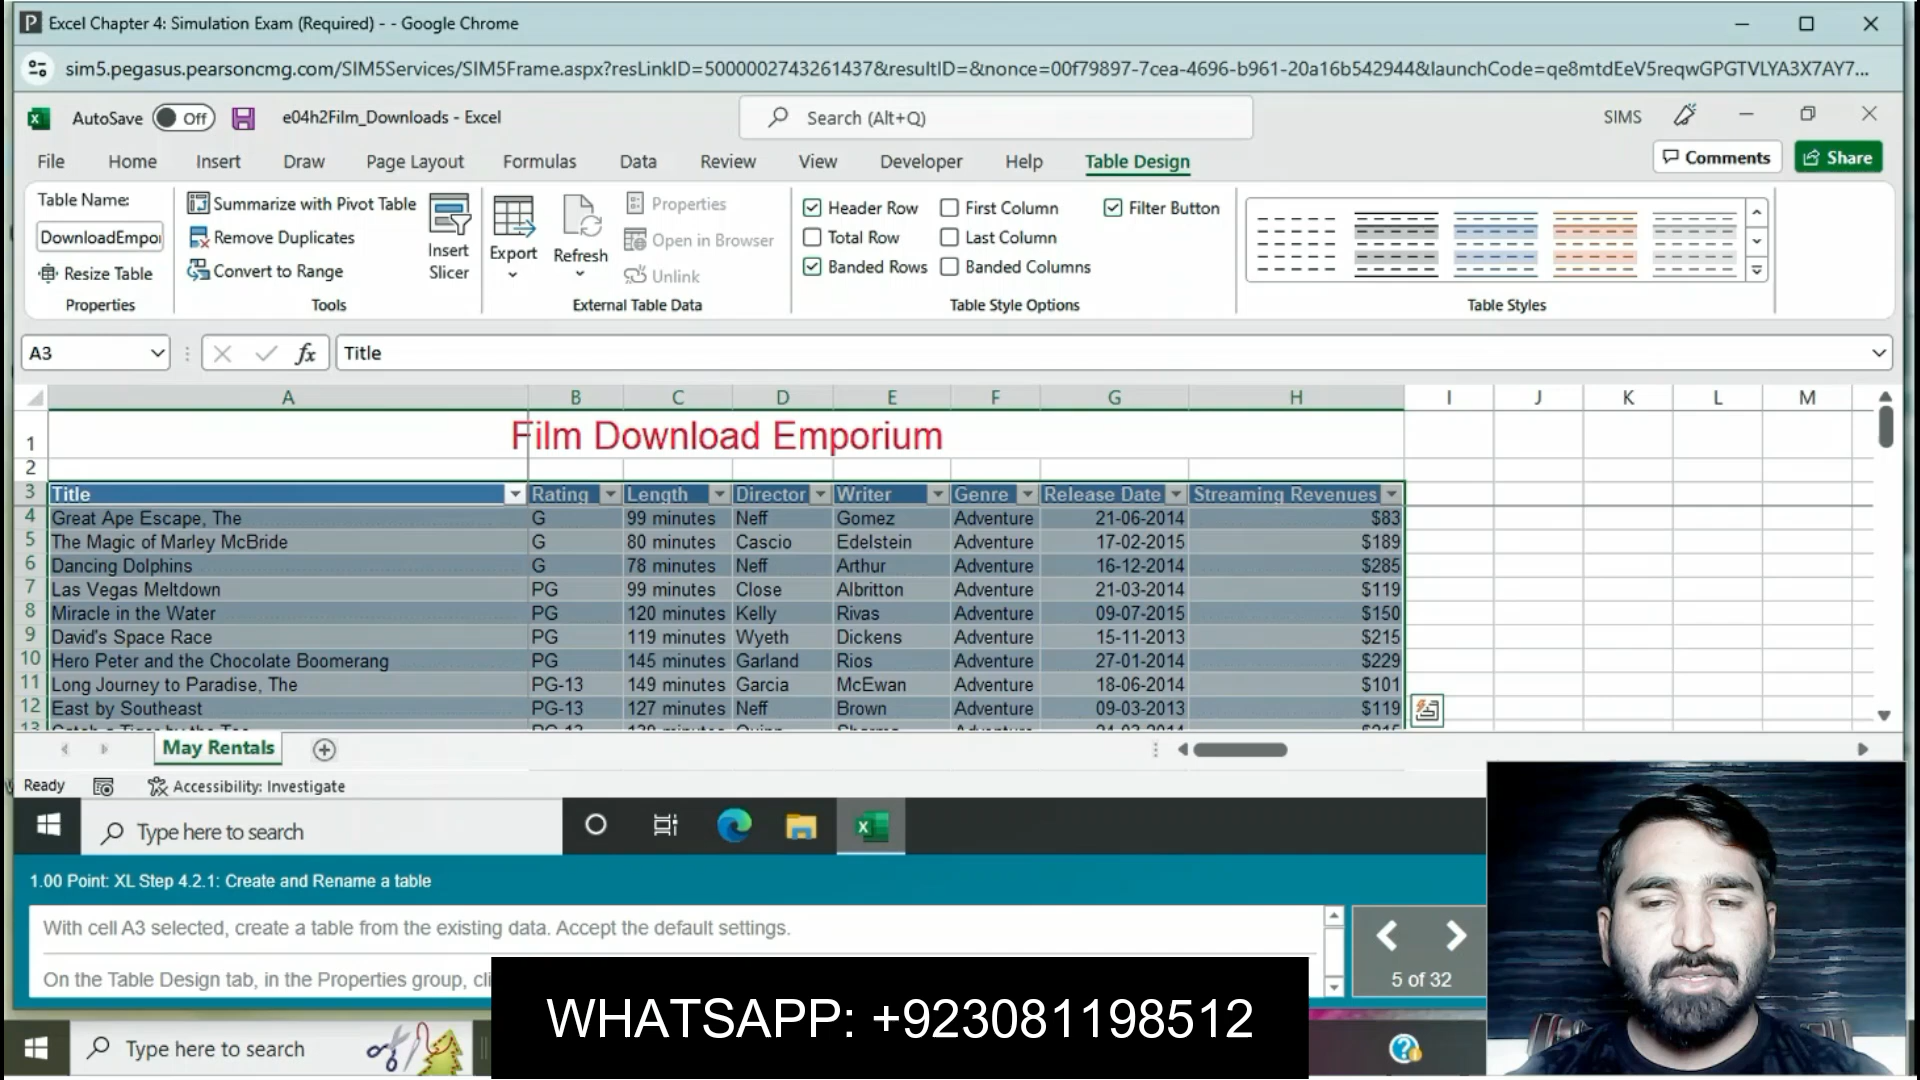 Excel Chapter 4: Simulation Exam (Required) - - Google Chrome
sim5.pegasus.pearsoncmg.com/SIM5Services/SIM5Frame.aspx?resLinkID=5000002743261437&resultID=&nonce=00f79897-7cea-4696-b961-20a16b542944&launchCode=qe8mtdEeV5reqwGPGTVLYA3X7AY7...
AutoSave Off e04h2Film_Downloads - Excel Search (Alt+Q) SIMS
File Home Insert Draw Page Layout Formulas Data Review View Developer Help Table Design Comments Share
Table Name: Summarize with Pivot Table Properties Header Row First Column Filter Button
DownloadEmpo Remove Duplicates Insert Slicer Export Refresh Open in Browser Total Row Last Column
Resize Table Convert to Range Unlink Banded Rows Banded Columns
Properties Tools External Table Data Table Style Options Table Styles
A3 fx Title
A B C D E F G H I J K L M
1 Film Download Emporium
2
3 Title Rating Length Director Writer Genre Release Date Streaming Revenues
4 Great Ape Escape, The G 99 minutes Neff Gomez Adventure 21-06-2014 $83
5 The Magic of Marley McBride G 80 minutes Cascio Edelstein Adventure 17-02-2015 $189
6 Dancing Dolphins G 78 minutes Neff Arthur Adventure 16-12-2014 $285
7 Las Vegas Meltdown PG 99 minutes Close Albritton Adventure 21-03-2014 $119
8 Miracle in the Water PG 120 minutes Kelly Rivas Adventure 09-07-2015 $150
9 David's Space Race PG 119 minutes Wyeth Dickens Adventure 15-11-2013 $215
10 Hero Peter and the Chocolate Boomerang PG 145 minutes Garland Rios Adventure 27-01-2014 $229
11 Long Journey to Paradise, The PG-13 149 minutes Garcia McEwan Adventure 18-06-2014 $101
12 East by Southeast PG-13 127 minutes Neff Brown Adventure 09-03-2013 $119
13
May Rentals
Ready Accessibility: Investigate
Type here to search
1.00 Point: XL Step 4.2.1: Create and Rename a table
With cell A3 selected, create a table from the existing data. Accept the default settings.
On the Table Design tab, in the Properties group, cli
5 of 32
WHATSAPP: +923081198512
Type here to search